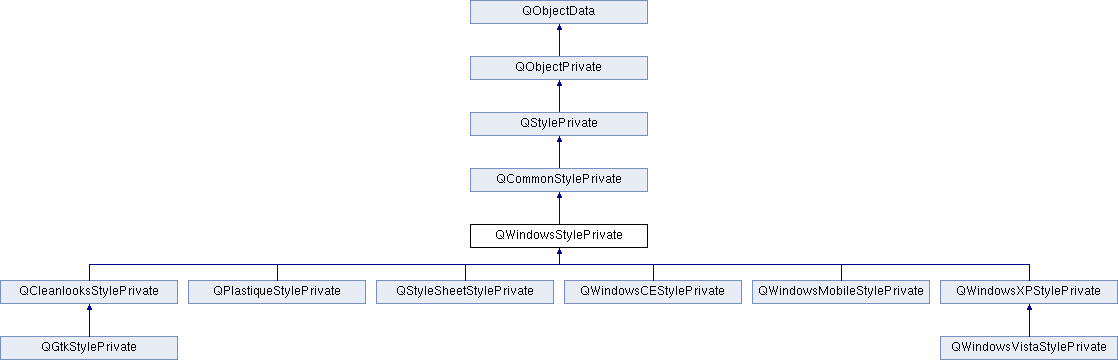 QObjectData
QObjectPrivate
QStylePrivate
QCommonStylePrivate
QWindowsStylePrivate
QCleanlooksStylePrivate
QPlastiqueStylePrivate
QStyleSheetStylePrivate
QWindowsCEStylePrivate
QWindowsMobileStylePrivate
QWindowsXPStylePrivate
QGtkStylePrivate
QWindowsVistaStylePrivate